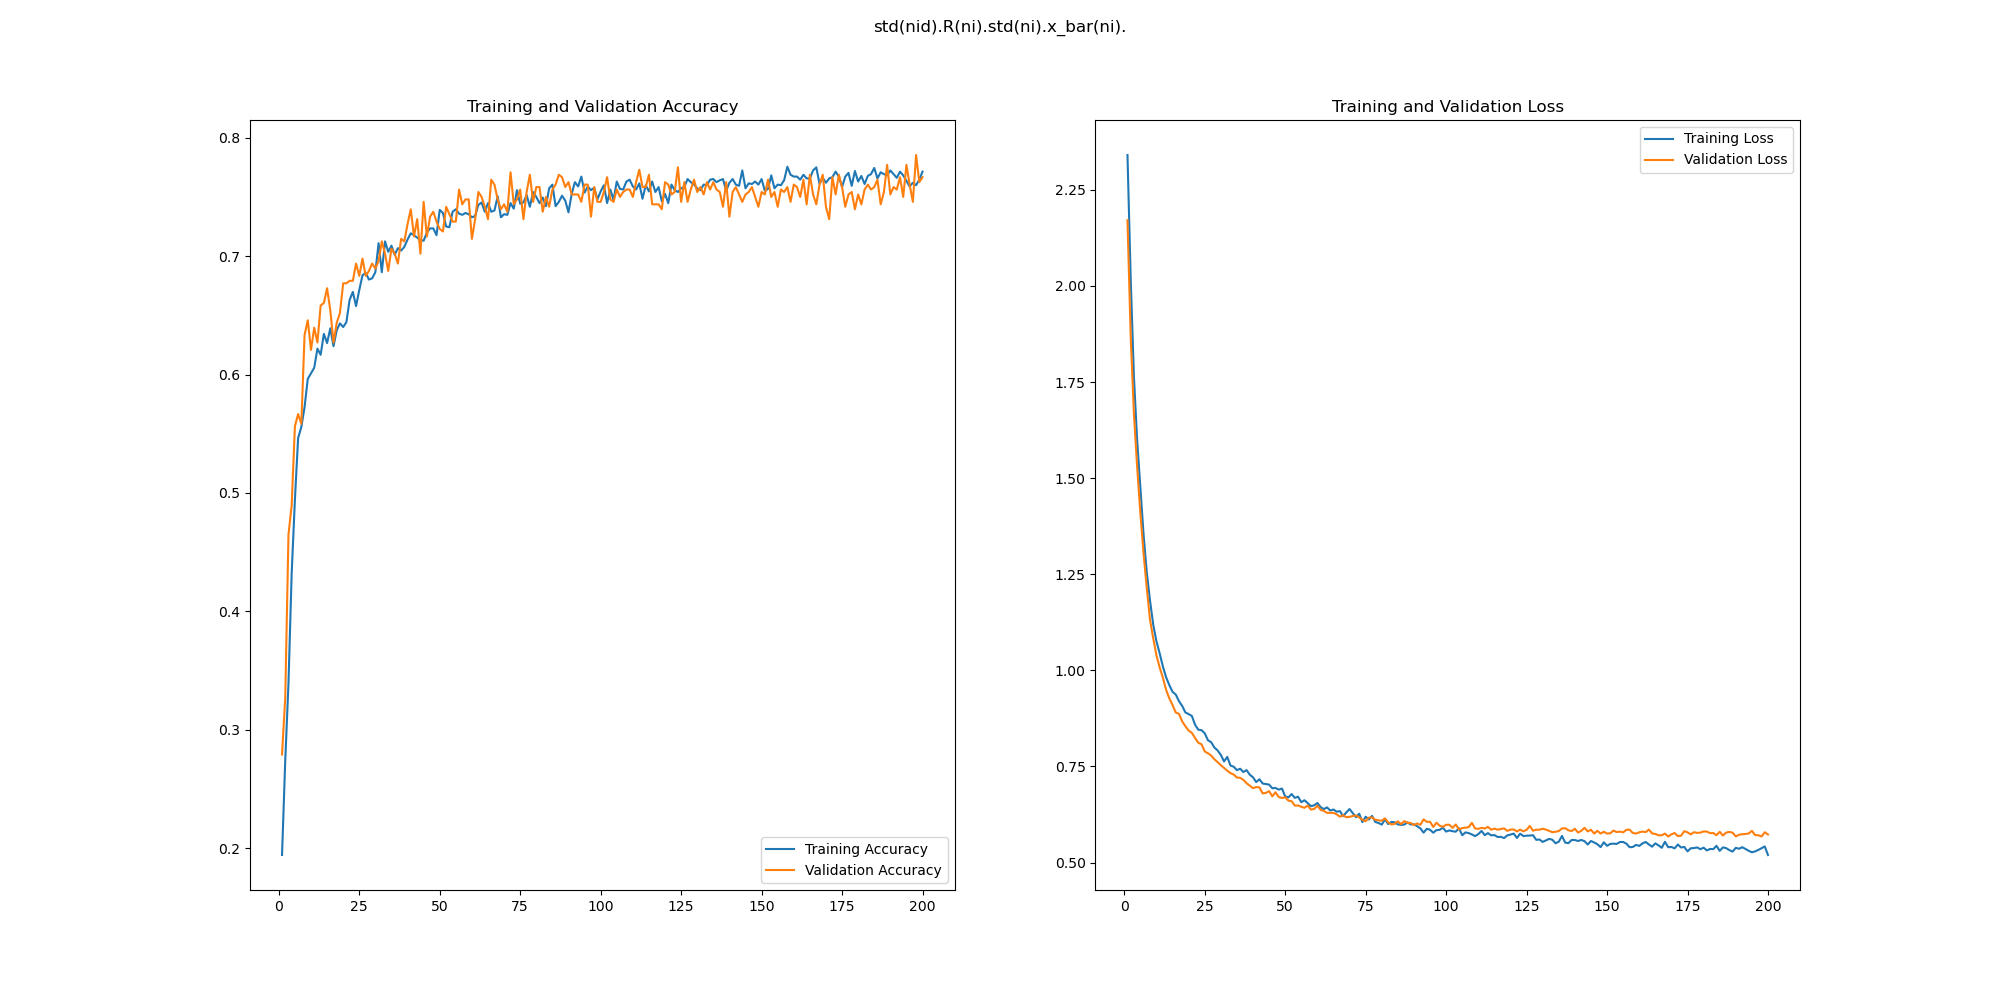 std(nid).R(ni).std(ni).x_bar(ni).
Training and Validation Accuracy
0.8
0.7
0.6
0.5
0.4
0.3
0.2
0 25 50 75 100 125 150 175 200
Training Accuracy
Validation Accuracy
Training and Validation Loss
2.25
2.00
1.75
1.50
1.25
1.00
0.75
0.50
0 25 50 75 100 125 150 175 200
Training Loss
Validation Loss